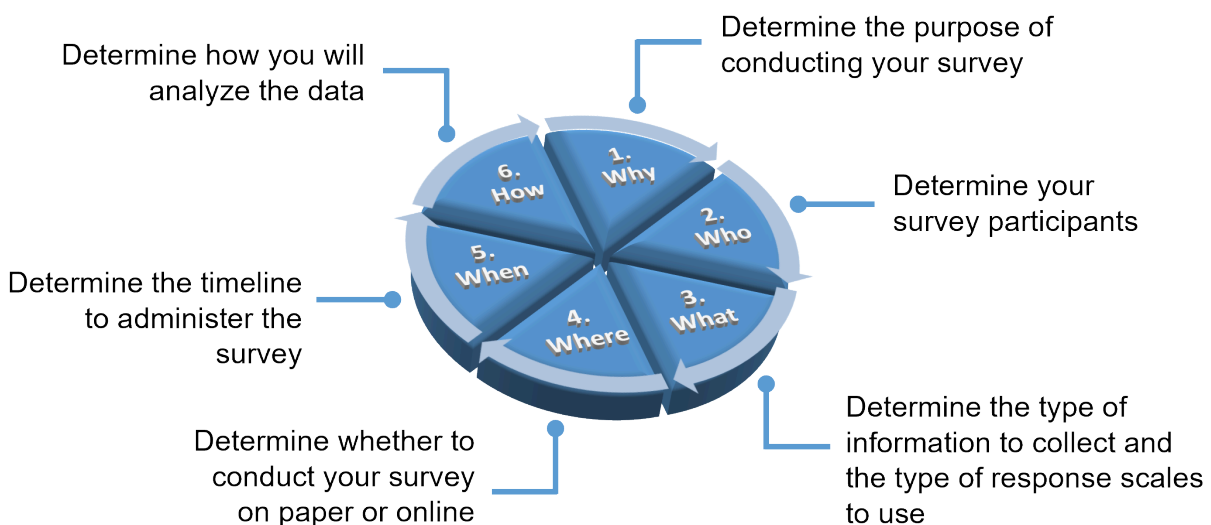 Determine the purpose of
conducting your survey
Determine your
survey participants
Determine the type of
information to collect and
the type of response scales
to use
Determine whether to
conduct your survey
on paper or online
Determine the timeline
to administer the
survey
Determine how you will
analyze the data
1.
Why
2.
Who
3.
What
4.
Where
5.
When
6.
How